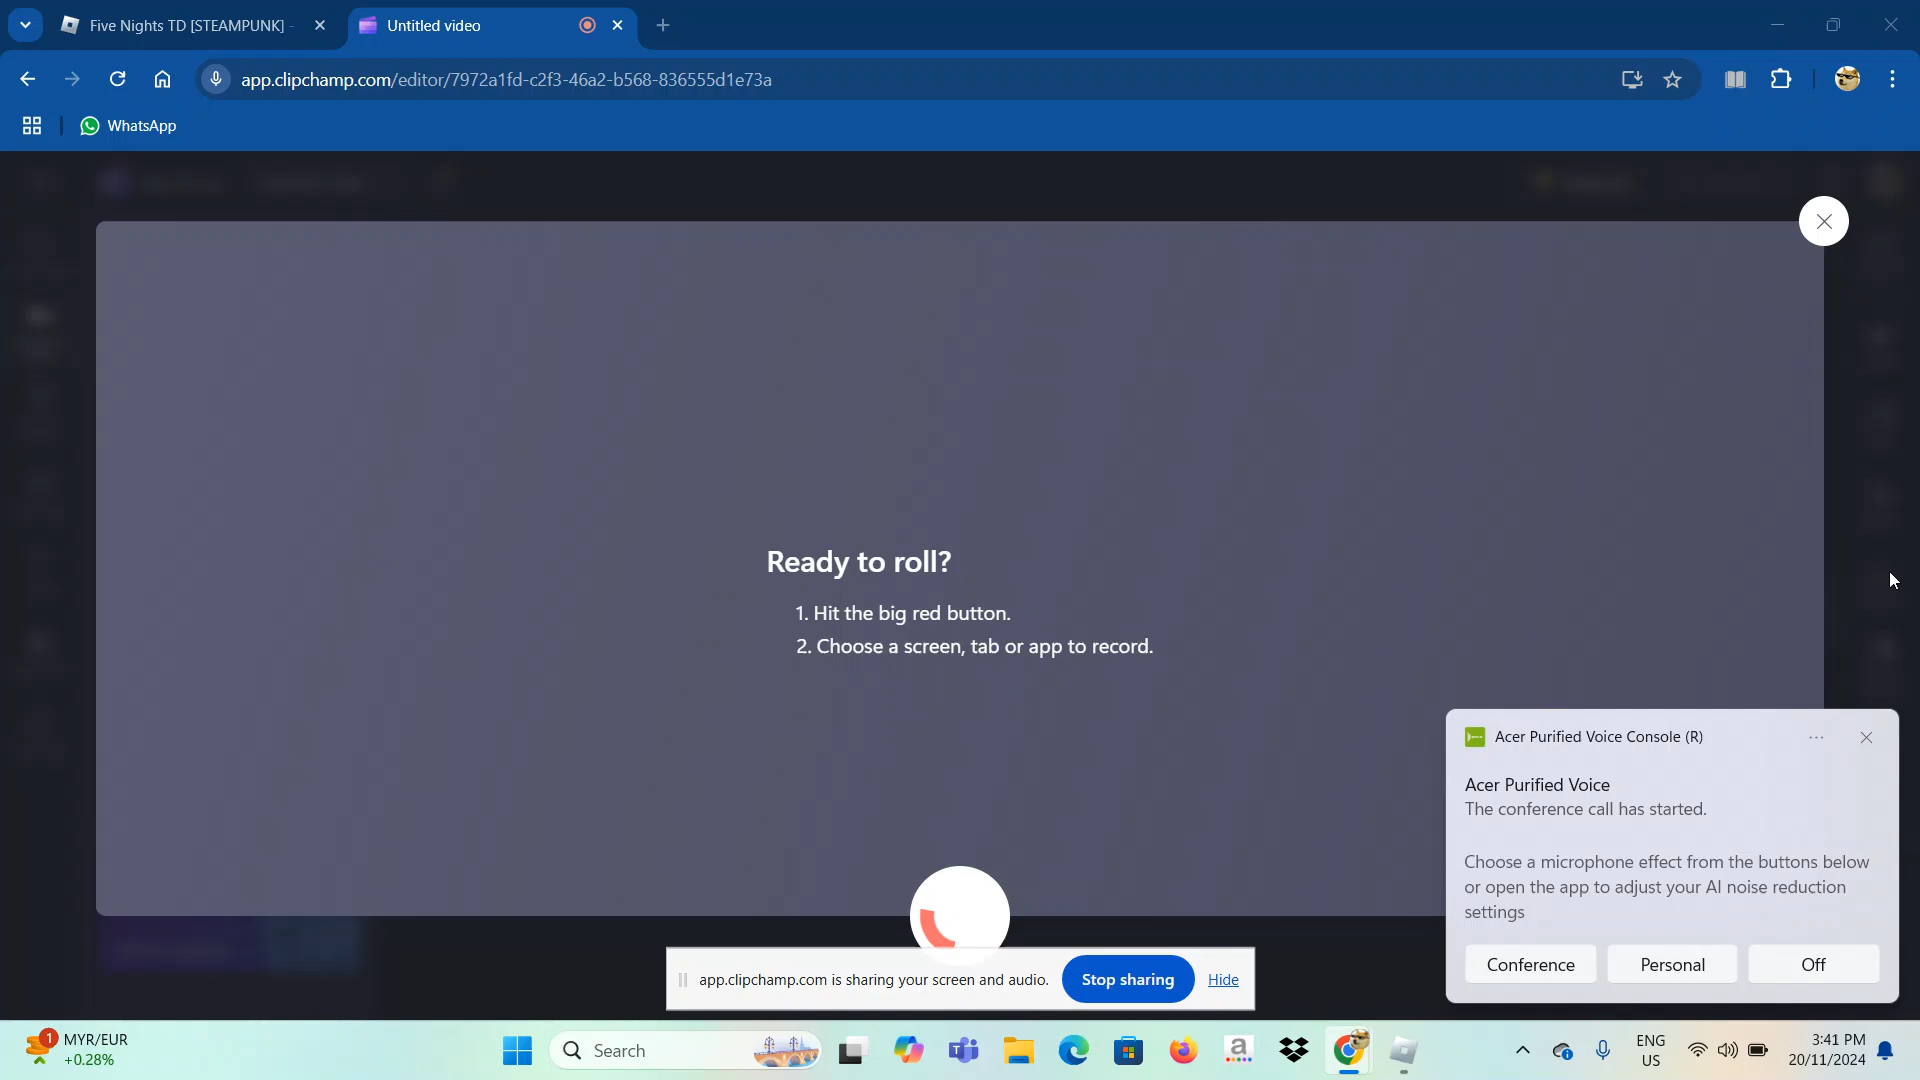 Five Nights TD [STEAMPUNK] -
Untitled video
app.clipchamp.com/editor/7972a1fd-c2f3-46a2-b568-836555d1e73a
WhatsApp
Ready to roll?
1. Hit the big red button.
2. Choose a screen, tab or app to record.
Acer Purified Voice Console (R)
Acer Purified Voice
The conference call has started.
Choose a microphone effect from the buttons below
or open the app to adjust your AI noise reduction
settings
Conference Personal Off
app.clipchamp.com is sharing your screen and audio. Stop sharing Hide
1 MYR/EUR
+0.28%
Search
ENG
US
3:41 PM
20/11/2024